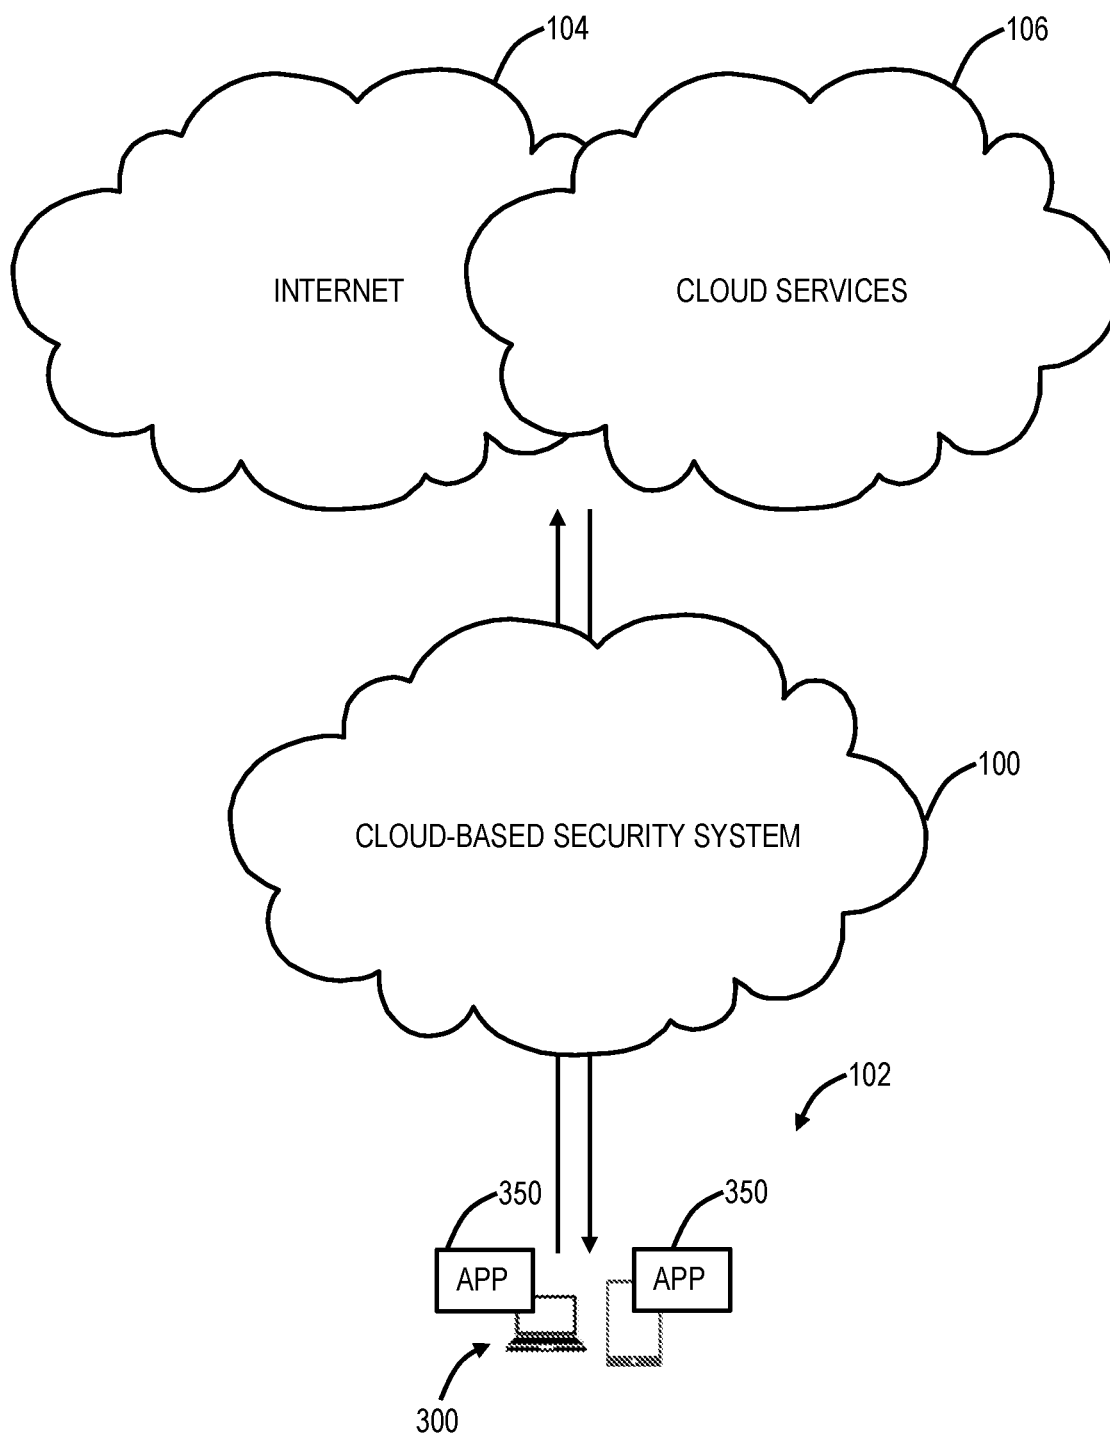 104
106
INTERNET
CLOUD SERVICES
100
CLOUD-BASED SECURITY SYSTEM
102
350
350
APP
APP
300